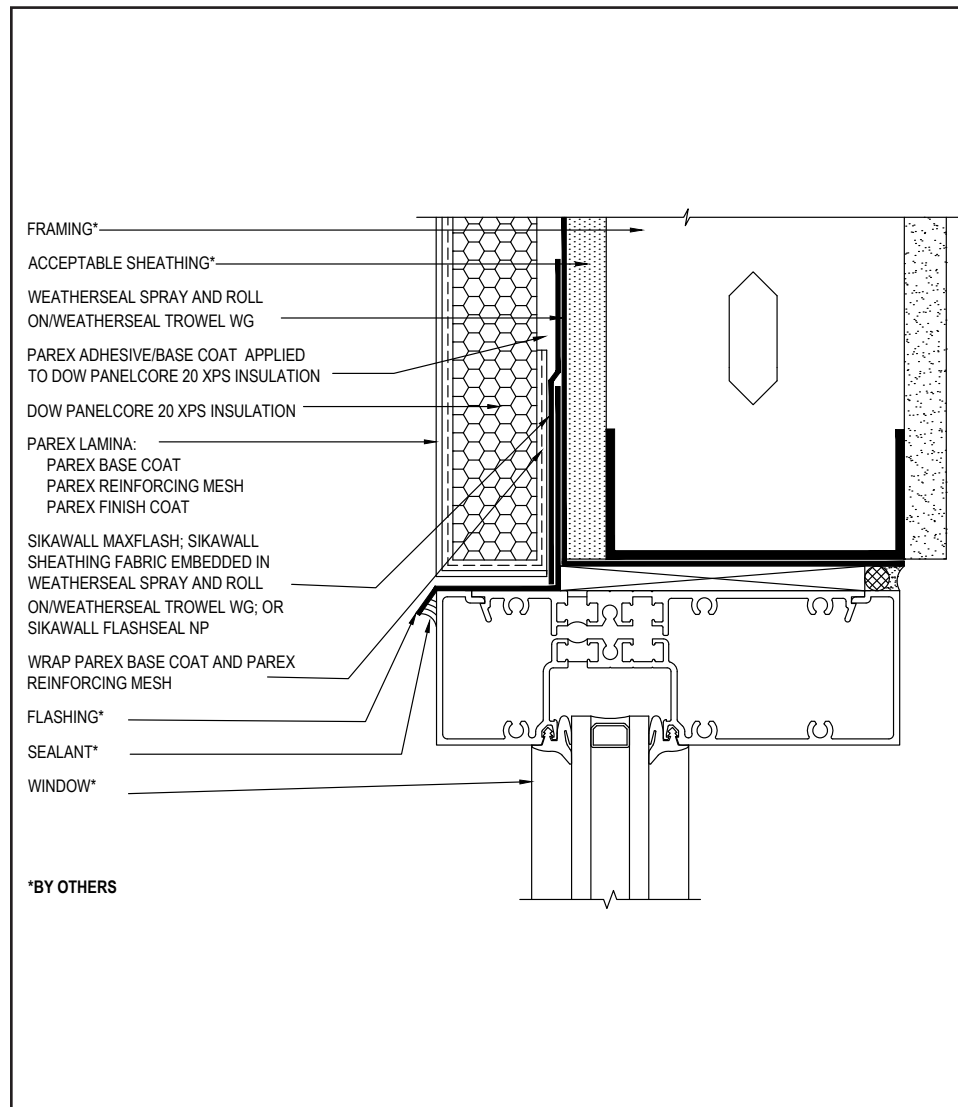 FRAMING*
ACCEPTABLE SHEATHING*
WEATHERSEAL SPRAY AND ROLL
ON/WEATHERSEAL TROWEL WG
PAREX ADHESIVE/BASE COAT APPLIED
TO DOW PANELCORE 20 XPS INSULATION
DOW PANELCORE 20 XPS INSULATION
PAREX LAMINA:
PAREX BASE COAT
PAREX REINFORCING MESH
PAREX FINISH COAT
SIKAWALL MAXFLASH; SIKAWALL
SHEATHING FABRIC EMBEDDED IN
WEATHERSEAL SPRAY AND ROLL
ON/WEATHERSEAL TROWEL WG; OR
SIKAWALL FLASHSEAL NP
WRAP PAREX BASE COAT AND PAREX
REINFORCING MESH
FLASHING*
SEALANT*
WINDOW*
*BY OTHERS